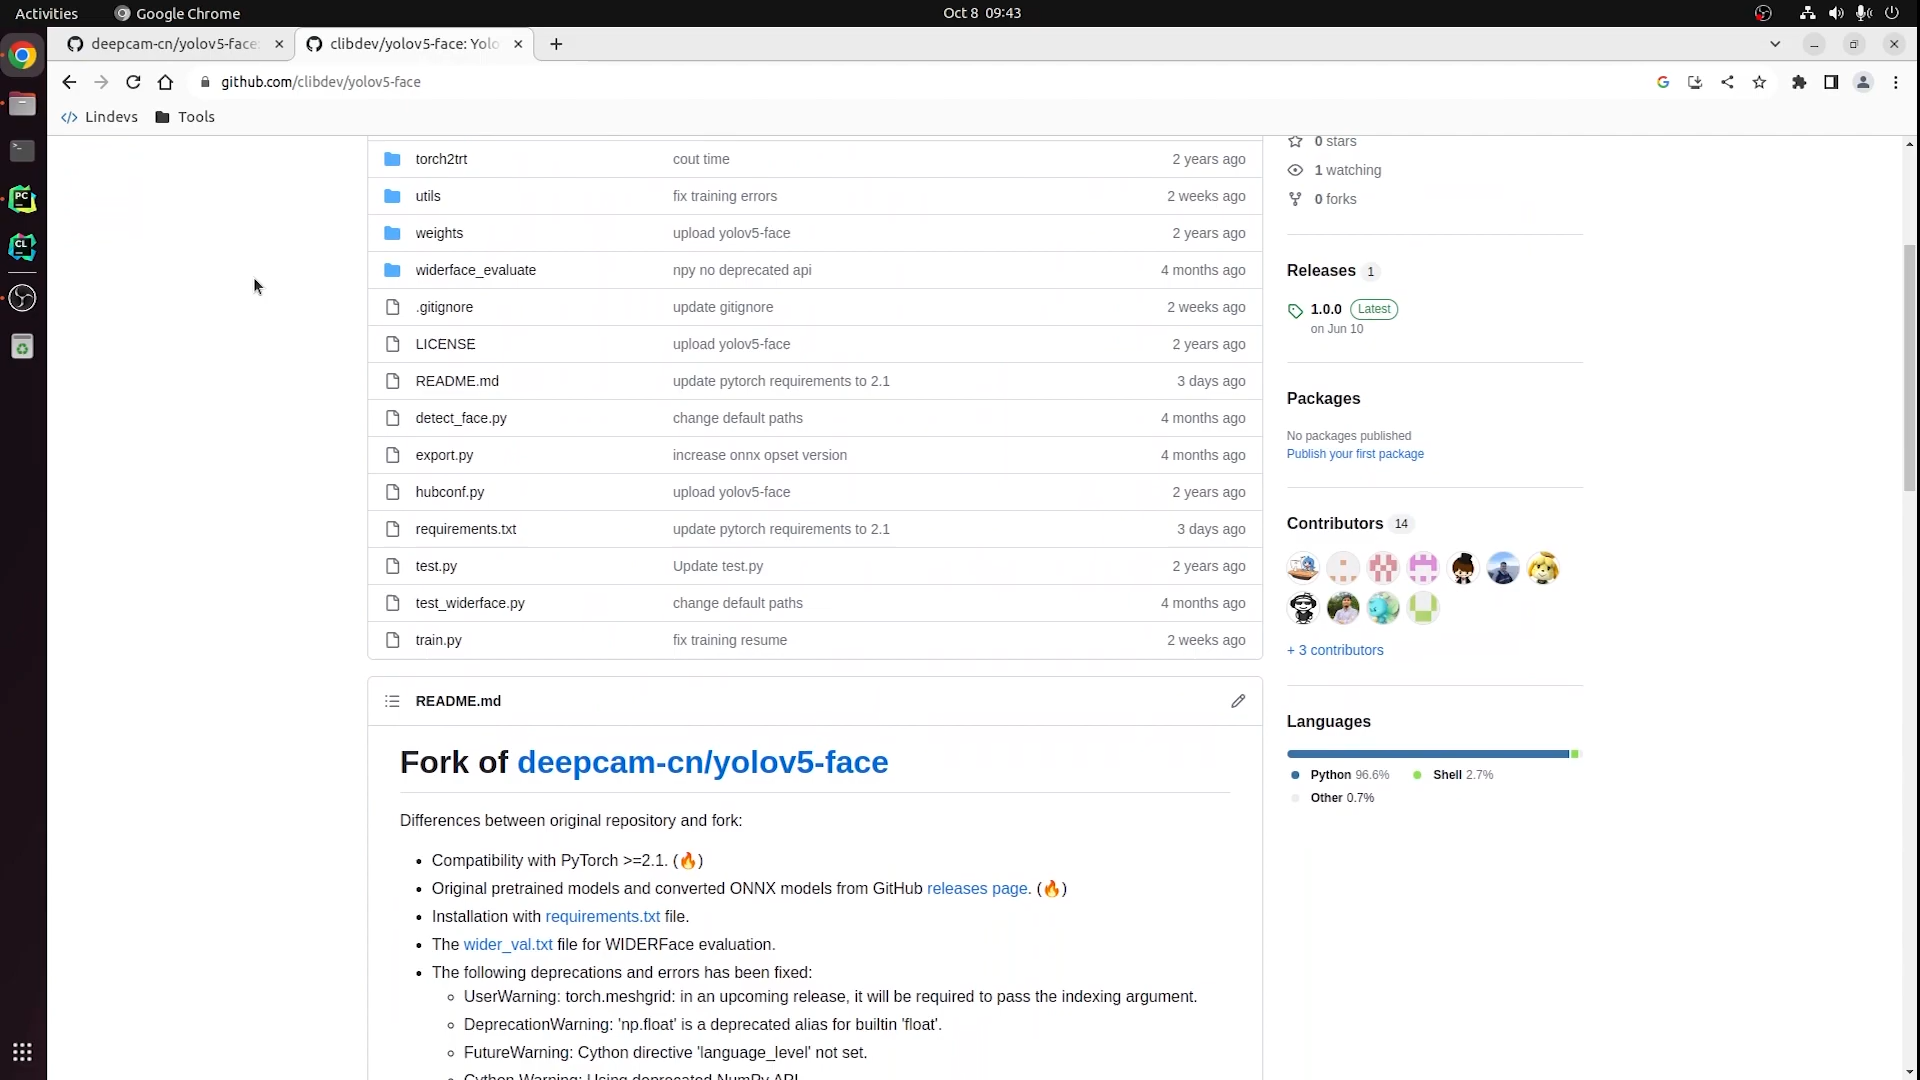 Activities
Google Chrome
Oct 8 09:43
deepcam-cn/yolov5-face:
clibdev/yolov5-face: Yolo
github.com/clibdev/yolov5-face
Lindevs
Tools
torch2trt cout time 2 years ago
utils fix training errors 2 weeks ago
weights upload yolov5-face 2 years ago
widerface_evaluate npy no deprecated api 4 months ago
.gitignore update gitignore 2 weeks ago
LICENSE upload yolov5-face 2 years ago
README.md update pytorch requirements to 2.1 3 days ago
detect_face.py change default paths 4 months ago
export.py increase onnx opset version 4 months ago
hubconf.py upload yolov5-face 2 years ago
requirements.txt update pytorch requirements to 2.1 3 days ago
test.py Update test.py 2 years ago
test_widerface.py change default paths 4 months ago
train.py fix training resume 2 weeks ago
README.md
Fork of deepcam-cn/yolov5-face
Differences between original repository and fork:
• Compatibility with PyTorch >=2.1. (🔥)
• Original pretrained models and converted ONNX models from GitHub releases page. (🔥)
• Installation with requirements.txt file.
• The wider_val.txt file for WIDERFace evaluation.
• The following deprecations and errors has been fixed:
◦ UserWarning: torch.meshgrid: in an upcoming release, it will be required to pass the indexing argument.
◦ DeprecationWarning: 'np.float' is a deprecated alias for builtin 'float'.
◦ FutureWarning: Cython directive 'language_level' not set.
◦ Cython Warning: Using deprecated NumPy API.
0 stars
1 watching
0 forks
Releases 1
1.0.0 Latest
on Jun 10
Packages
No packages published
Publish your first package
Contributors 14
+ 3 contributors
Languages
Python 96.6% Shell 2.7%
Other 0.7%
PC
CL